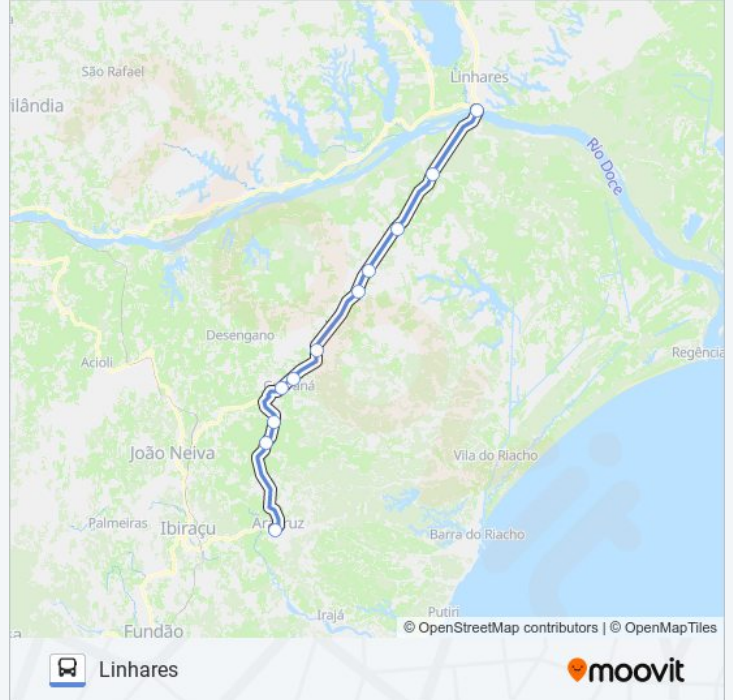 Linhares
São Rafael
ilândia
Rio Doce
Desengano
Acioli
Regência
João Neiva
Vila do Riacho
Palmeiras
Ibiraçu
Barra do Riacho
Irajá
Putiri
Fundão
© OpenStreetMap contributors | © OpenMapTiles
Linhares
moovit